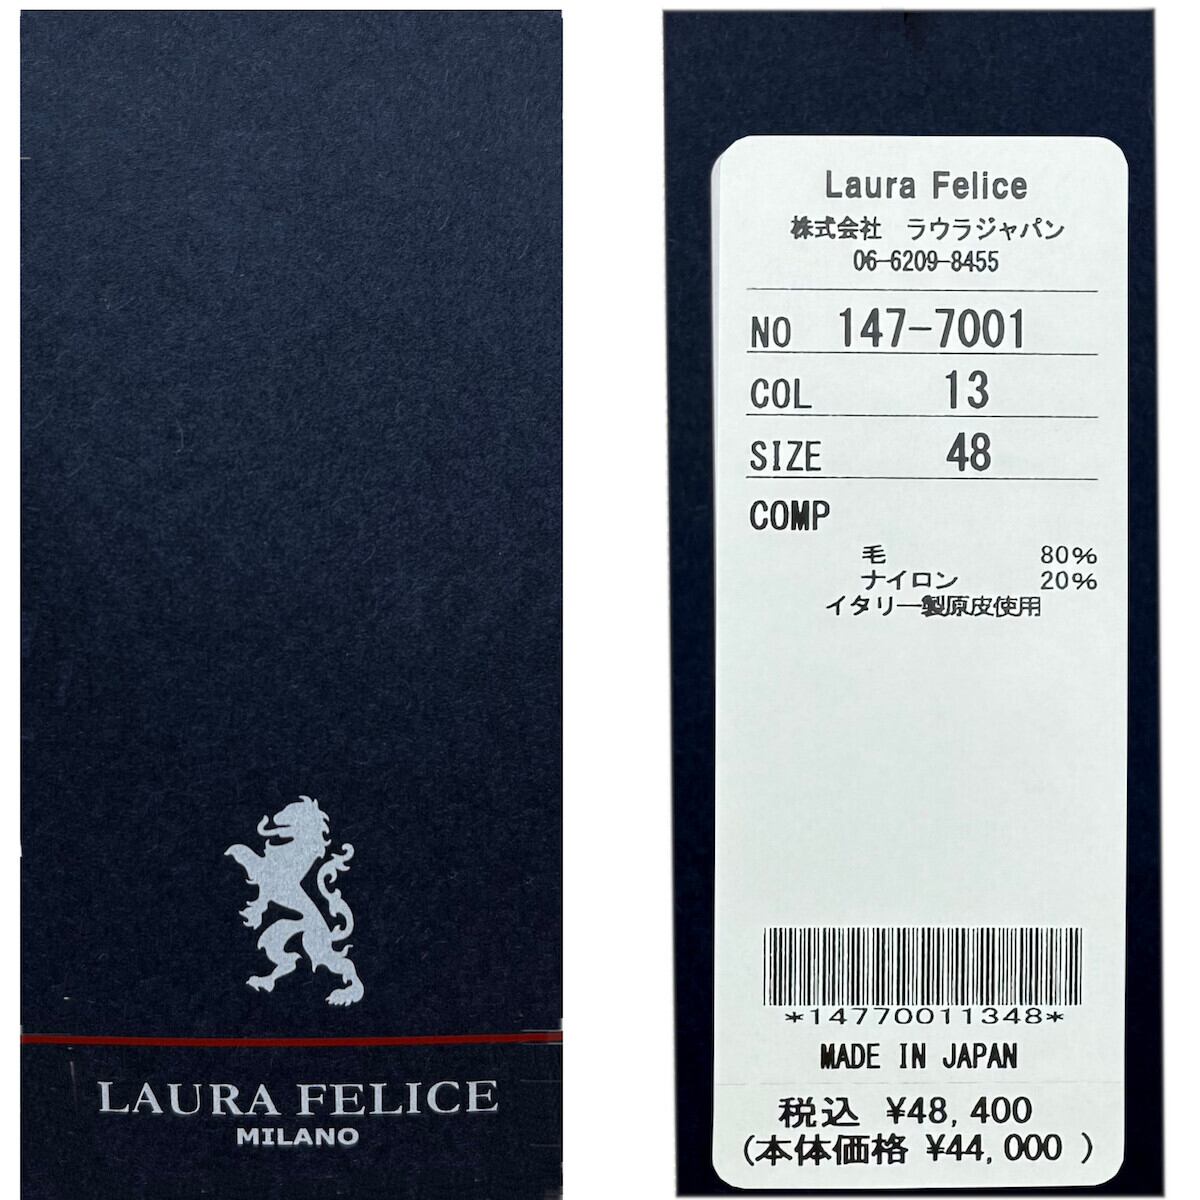 LAURA FELICE
MILANO
Laura Felice
株式会社　ラウラジャパン
06-6209-8455
NO 147-7001
COL 13
SIZE 48
COMP
毛 80%
ナイロン 20%
イタリー製原皮使用
*14770011348*
MADE IN JAPAN
税込 ¥48,400
(本体価格 ¥44,000 )